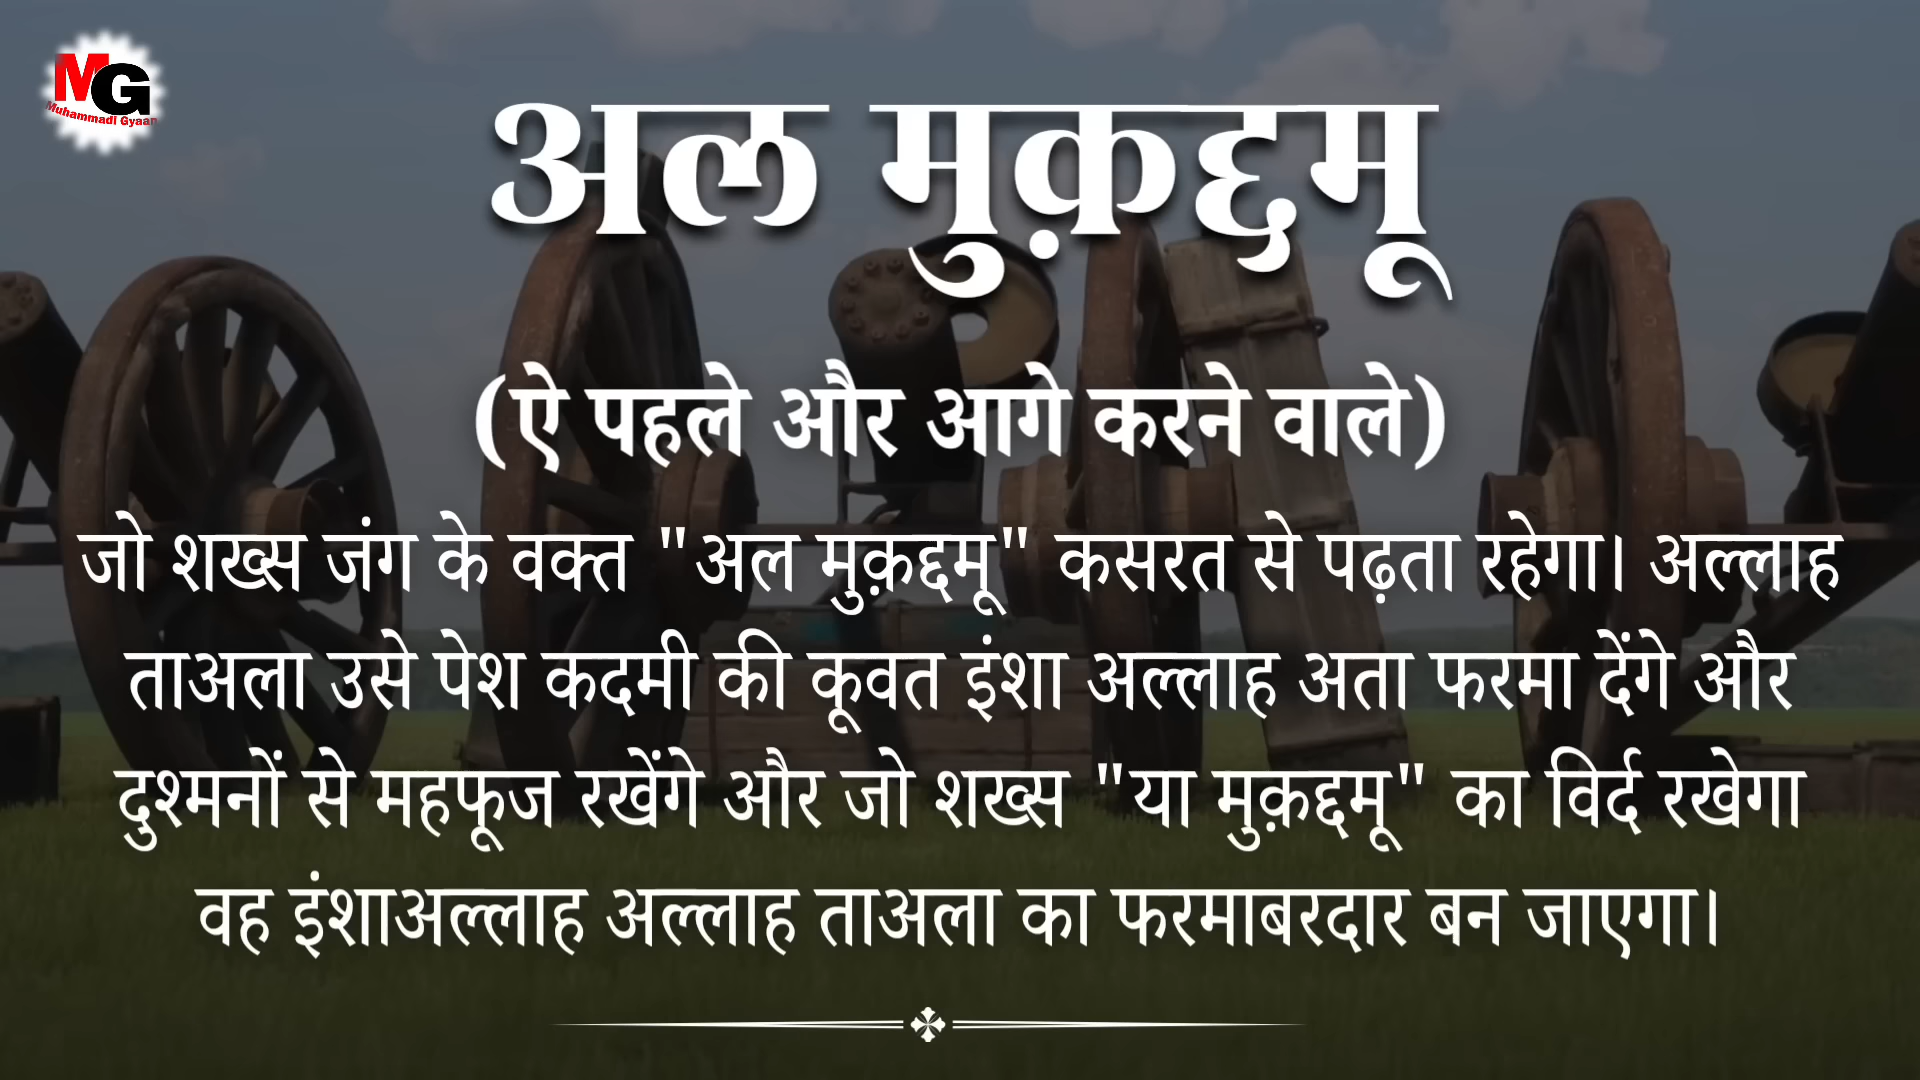 MG
Muhammadi Gyaan
अल मुक़द्दमू
(ऐ पहले और आगे करने वाले)
जो शख्स जंग के वक्त "अल मुक़द्दमू" कसरत से पढ़ता रहेगा। अल्लाह
ताअला उसे पेश कदमी की कूवत इंशा अल्लाह अता फरमा देंगे और
दुश्मनों से महफूज रखेंगे और जो शख्स "या मुक़द्दमू" का विर्द रखेगा
वह इंशाअल्लाह अल्लाह ताअला का फरमाबरदार बन जाएगा।